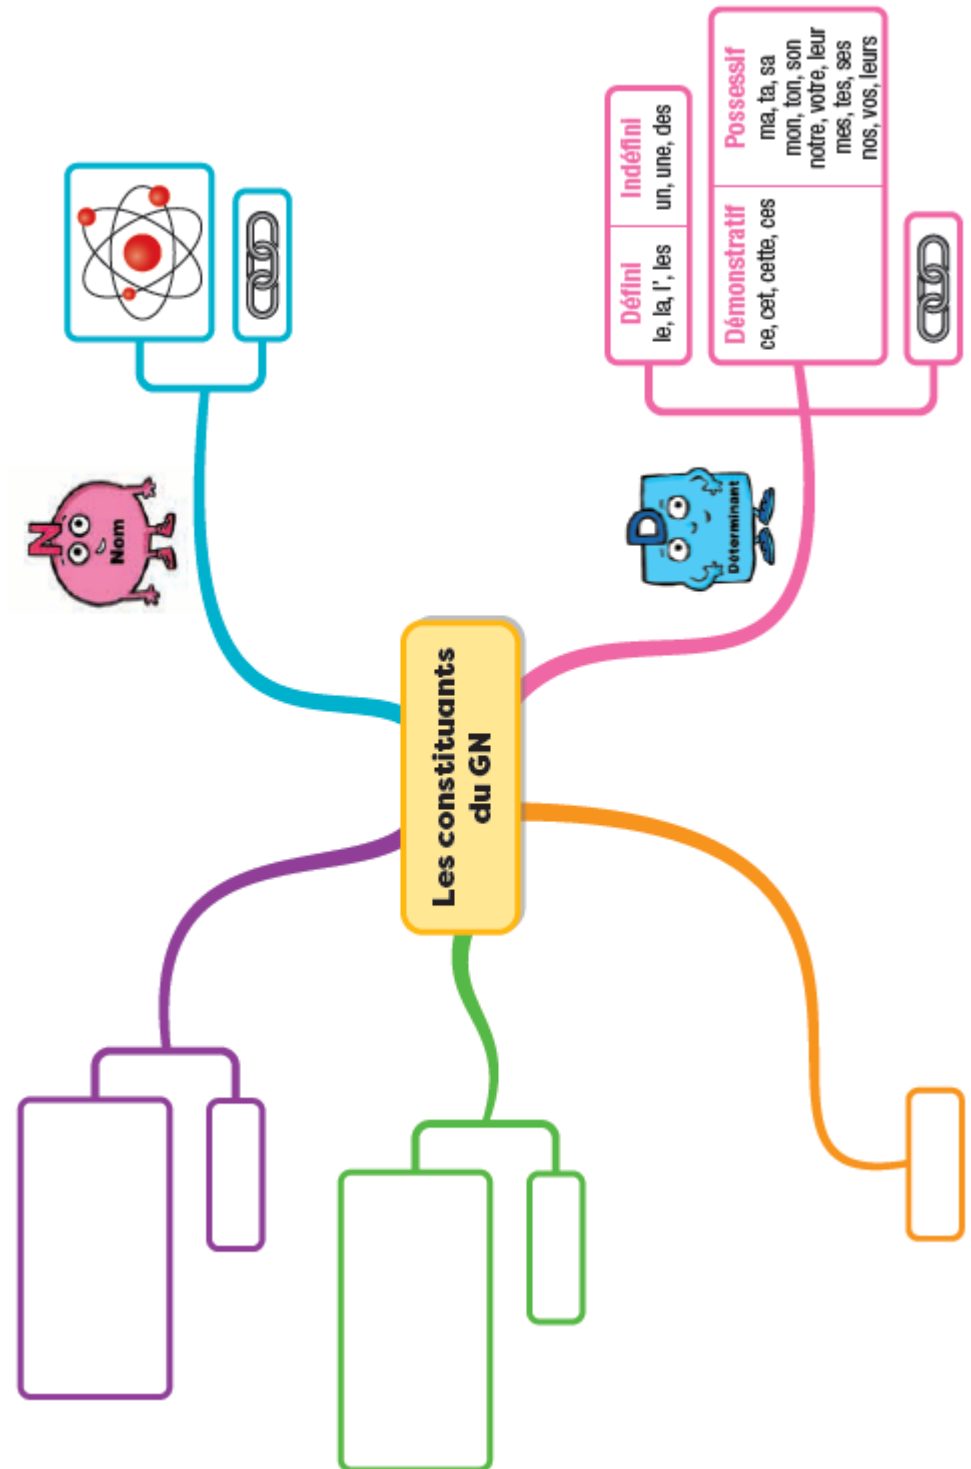 N
Nom
Les constituants
du GN
D
Déterminant
Défini
le, la, l', les
Indéfini
un, une, des
Démonstratif
ce, cet, cette, ces
Possessif
ma, ta, sa
mon, ton, son
notre, votre, leur
mes, tes, ses
nos, vos, leurs